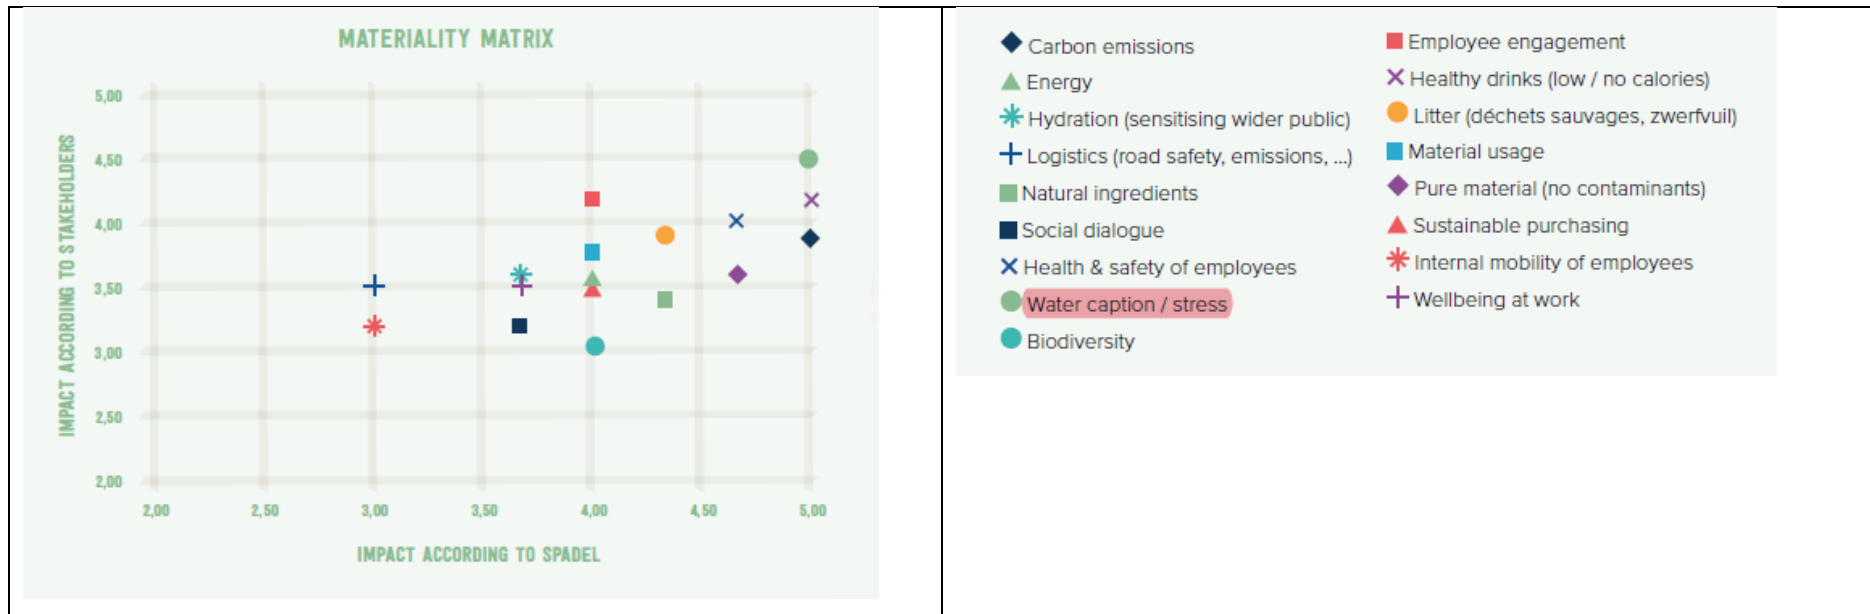 MATERIALITY MATRIX
5,00
4,50
4,00
3,50
3,00
2,50
2,00
IMPACT ACCORDING TO STAKEHOLDERS
2,00 2,50 3,00 3,50 4,00 4,50 5,00
IMPACT ACCORDING TO SPADEL
Carbon emissions
Energy
Hydration (sensitising wider public)
Logistics (road safety, emissions, ...)
Natural ingredients
Social dialogue
Health & safety of employees
Water caption / stress
Biodiversity
Employee engagement
Healthy drinks (low / no calories)
Litter (déchets sauvages, zwerfvuil)
Material usage
Pure material (no contaminants)
Sustainable purchasing
Internal mobility of employees
Wellbeing at work